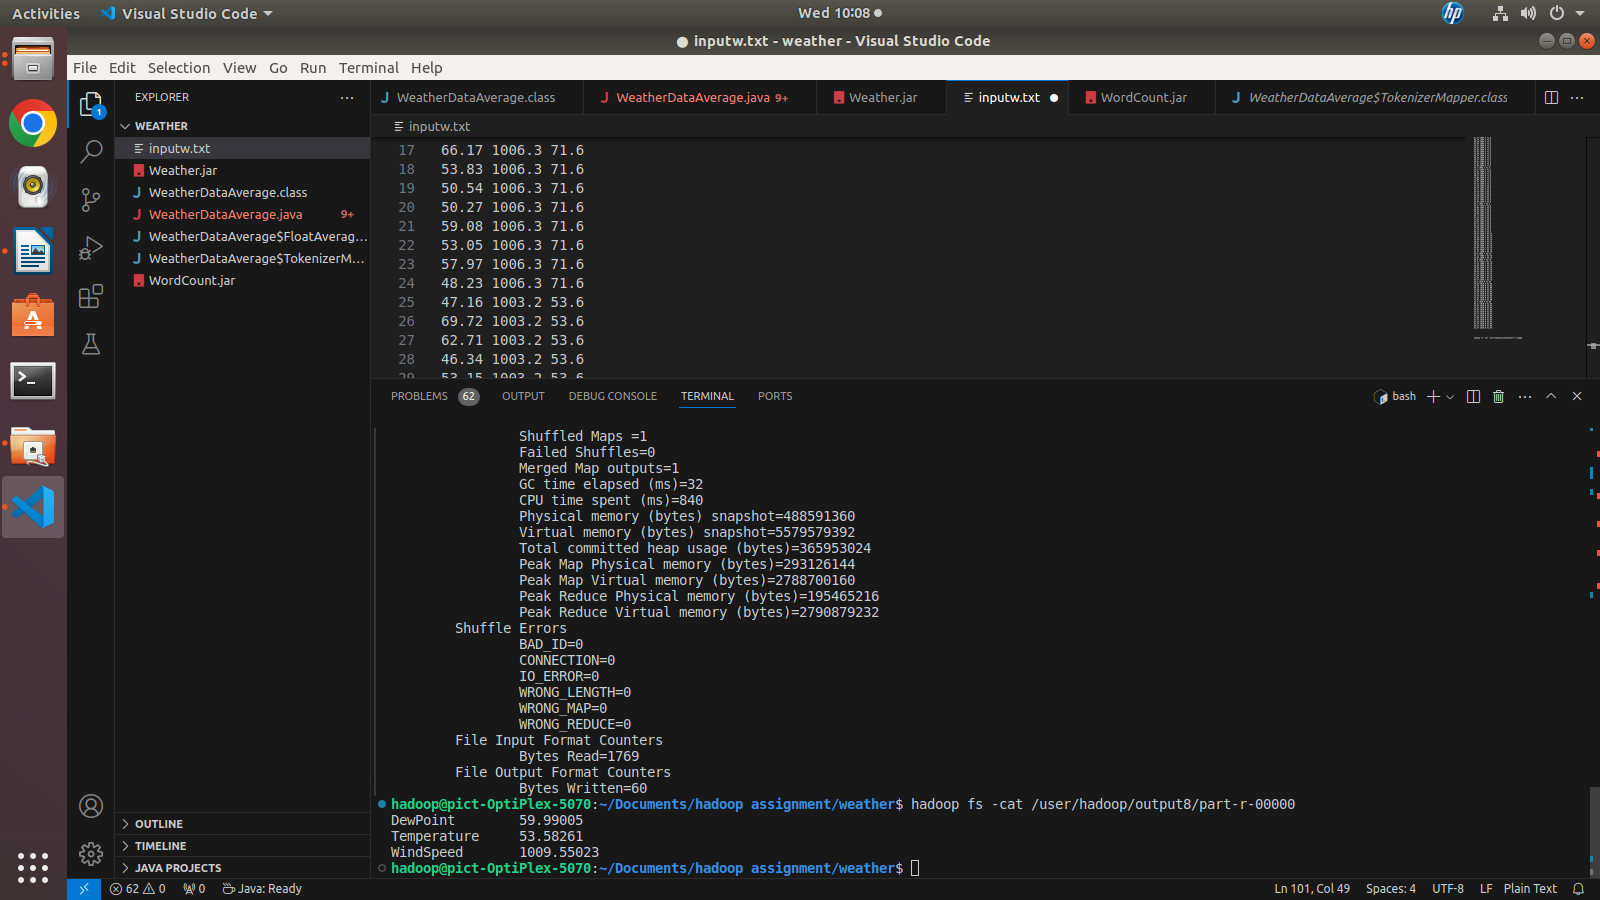 Activities Visual Studio Code Wed 10:08
inputw.txt - weather - Visual Studio Code
File Edit Selection View Go Run Terminal Help
EXPLORER
WeatherDataAverage.class WeatherDataAverage.java 9+ Weather.jar inputw.txt WordCount.jar WeatherDataAverage$TokenizerMapper.class
WEATHER
inputw.txt
inputw.txt
Weather.jar
WeatherDataAverage.class
WeatherDataAverage.java 9+
WeatherDataAverage$FloatAverag...
WeatherDataAverage$TokenizerM...
WordCount.jar
17 66.17 1006.3 71.6
18 53.83 1006.3 71.6
19 50.54 1006.3 71.6
20 50.27 1006.3 71.6
21 59.08 1006.3 71.6
22 53.05 1006.3 71.6
23 57.97 1006.3 71.6
24 48.23 1006.3 71.6
25 47.16 1003.2 53.6
26 69.72 1003.2 53.6
27 62.71 1003.2 53.6
28 46.34 1003.2 53.6
29 53.15 1003.2 53.6
PROBLEMS 62 OUTPUT DEBUG CONSOLE TERMINAL PORTS bash
Shuffled Maps =1
Failed Shuffles=0
Merged Map outputs=1
GC time elapsed (ms)=32
CPU time spent (ms)=840
Physical memory (bytes) snapshot=488591360
Virtual memory (bytes) snapshot=5579579392
Total committed heap usage (bytes)=365953024
Peak Map Physical memory (bytes)=293126144
Peak Map Virtual memory (bytes)=2788700160
Peak Reduce Physical memory (bytes)=195465216
Peak Reduce Virtual memory (bytes)=2790879232
Shuffle Errors
BAD_ID=0
CONNECTION=0
IO_ERROR=0
WRONG_LENGTH=0
WRONG_MAP=0
WRONG_REDUCE=0
File Input Format Counters
Bytes Read=1769
File Output Format Counters
Bytes Written=60
hadoop@pict-OptiPlex-5070:~/Documents/hadoop assignment/weather$ hadoop fs -cat /user/hadoop/output8/part-r-00000
DewPoint 59.99005
Temperature 53.58261
WindSpeed 1009.55023
hadoop@pict-OptiPlex-5070:~/Documents/hadoop assignment/weather$
OUTLINE
TIMELINE
JAVA PROJECTS
62 0 0 Java: Ready Ln 101, Col 49 Spaces: 4 UTF-8 LF Plain Text